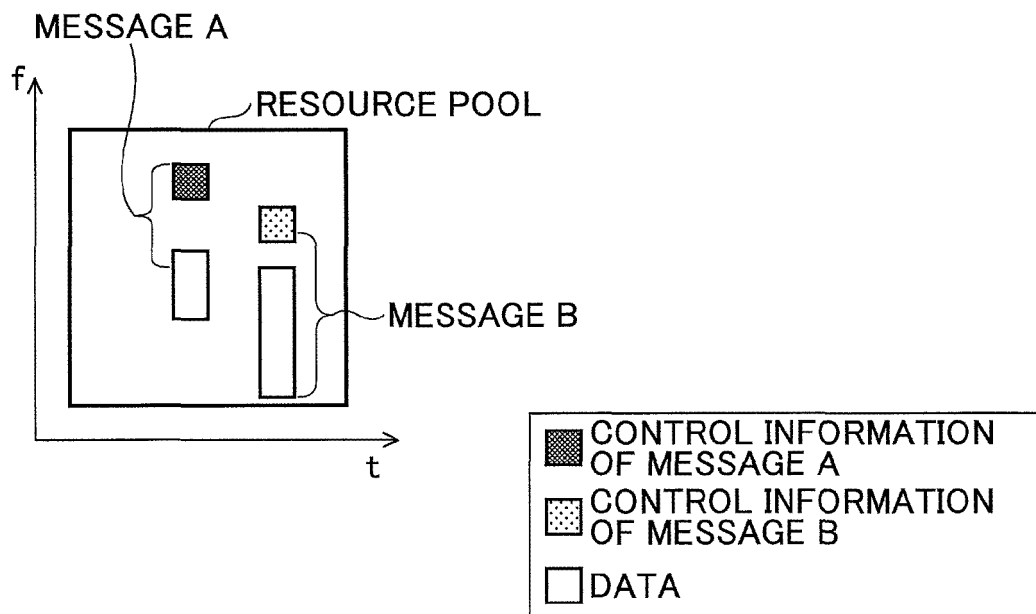 MESSAGE A
f
RESOURCE POOL
MESSAGE B
t
CONTROL INFORMATION
OF MESSAGE A
CONTROL INFORMATION
OF MESSAGE B
DATA